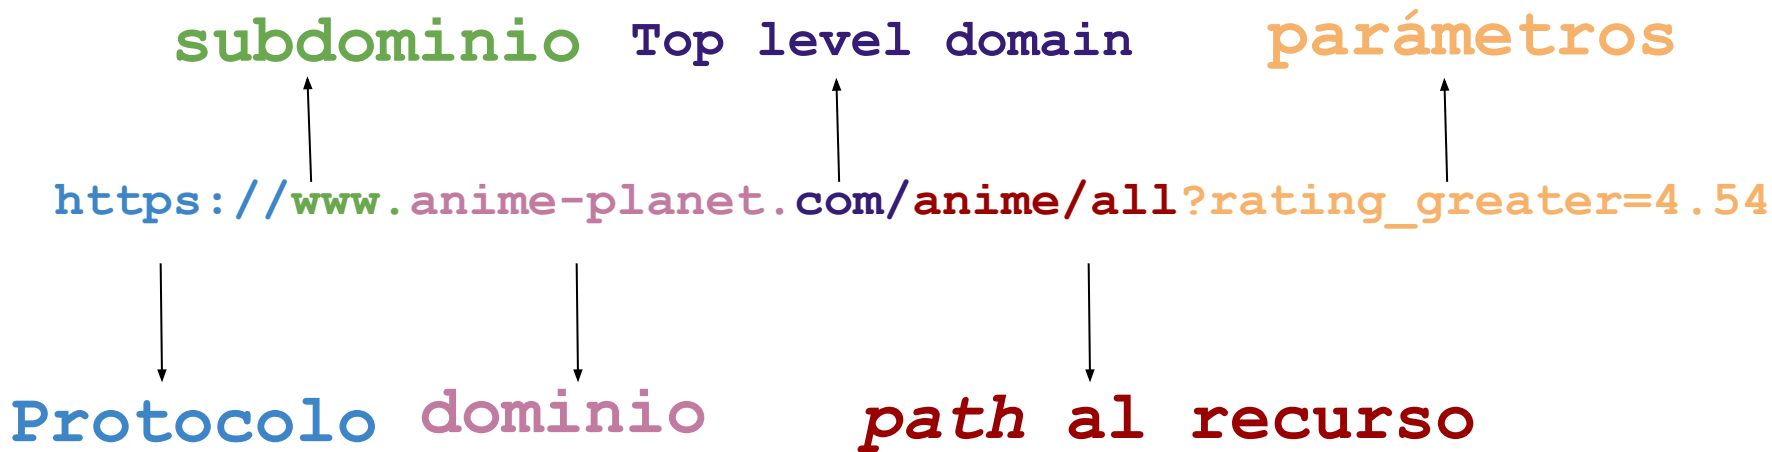 subdominio Top level domain parámetros
https://www.anime-planet.com/anime/all?rating_greater=4.54
Protocolo dominio path al recurso